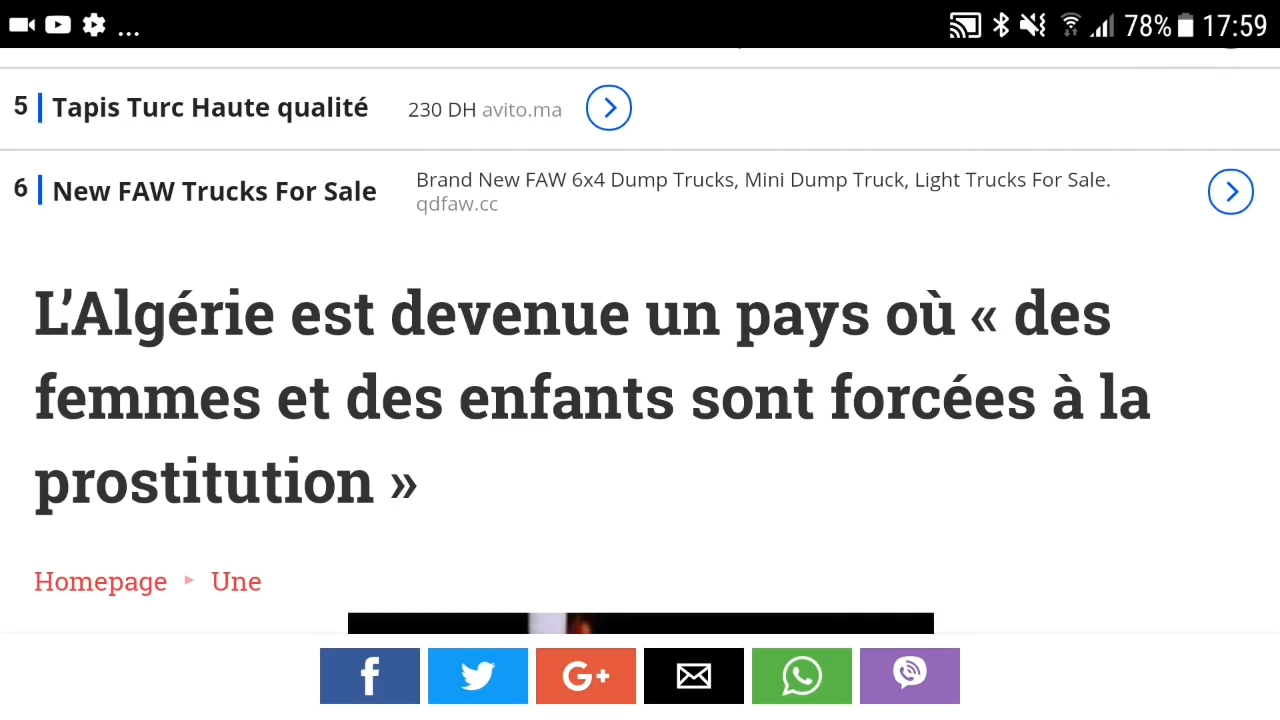 ... 78% 17:59
5 Tapis Turc Haute qualité 230 DH avito.ma
6 New FAW Trucks For Sale Brand New FAW 6x4 Dump Trucks, Mini Dump Truck, Light Trucks For Sale.
qdfaw.cc
L’Algérie est devenue un pays où « des
femmes et des enfants sont forcées à la
prostitution »
Homepage ▸ Une
f G+